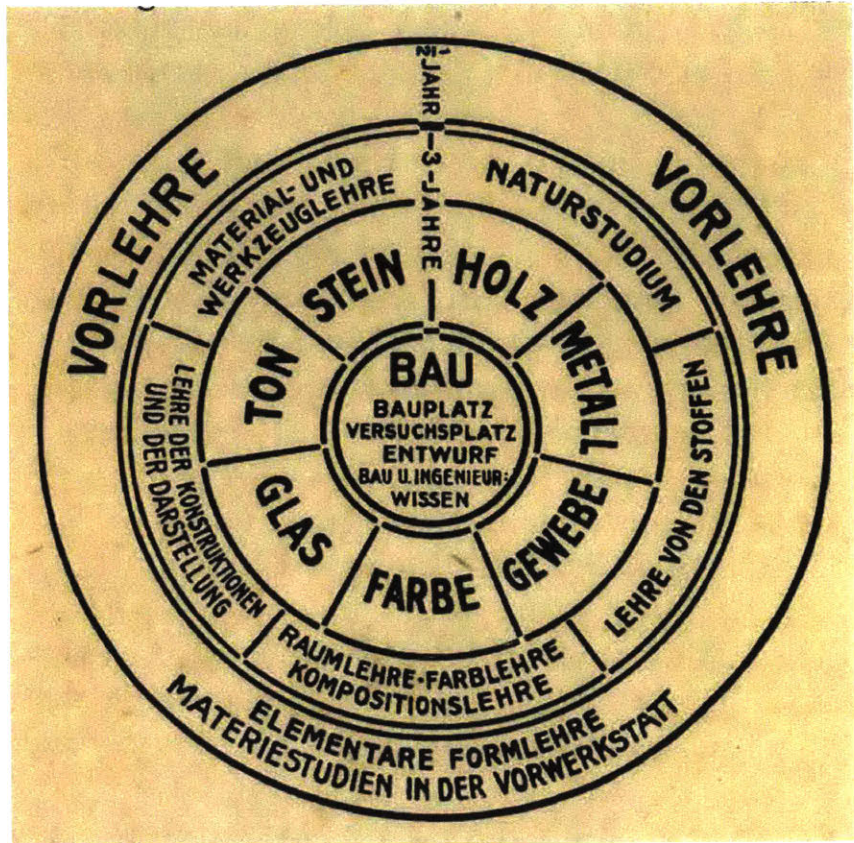 VORLEHRE
VORLEHRE
1/2 JAHR
3-JAHRE
MATERIAL- UND
WERKZEUGLEHRE
NATURSTUDIUM
LEHRE VON DEN STOFFEN
RAUMLEHRE·FARBLEHRE
KOMPOSITIONSLEHRE
LEHRE DER KONSTRUKTIONEN
UND DER DARSTELLUNG
STEIN
HOLZ
METALL
GEWEBE
FARBE
GLAS
TON
BAU
BAUPLATZ
VERSUCHSPLATZ
ENTWURF
BAU U. INGENIEUR:
WISSEN
ELEMENTARE FORMLEHRE
MATERIESTUDIEN IN DER VORWERKSTATT